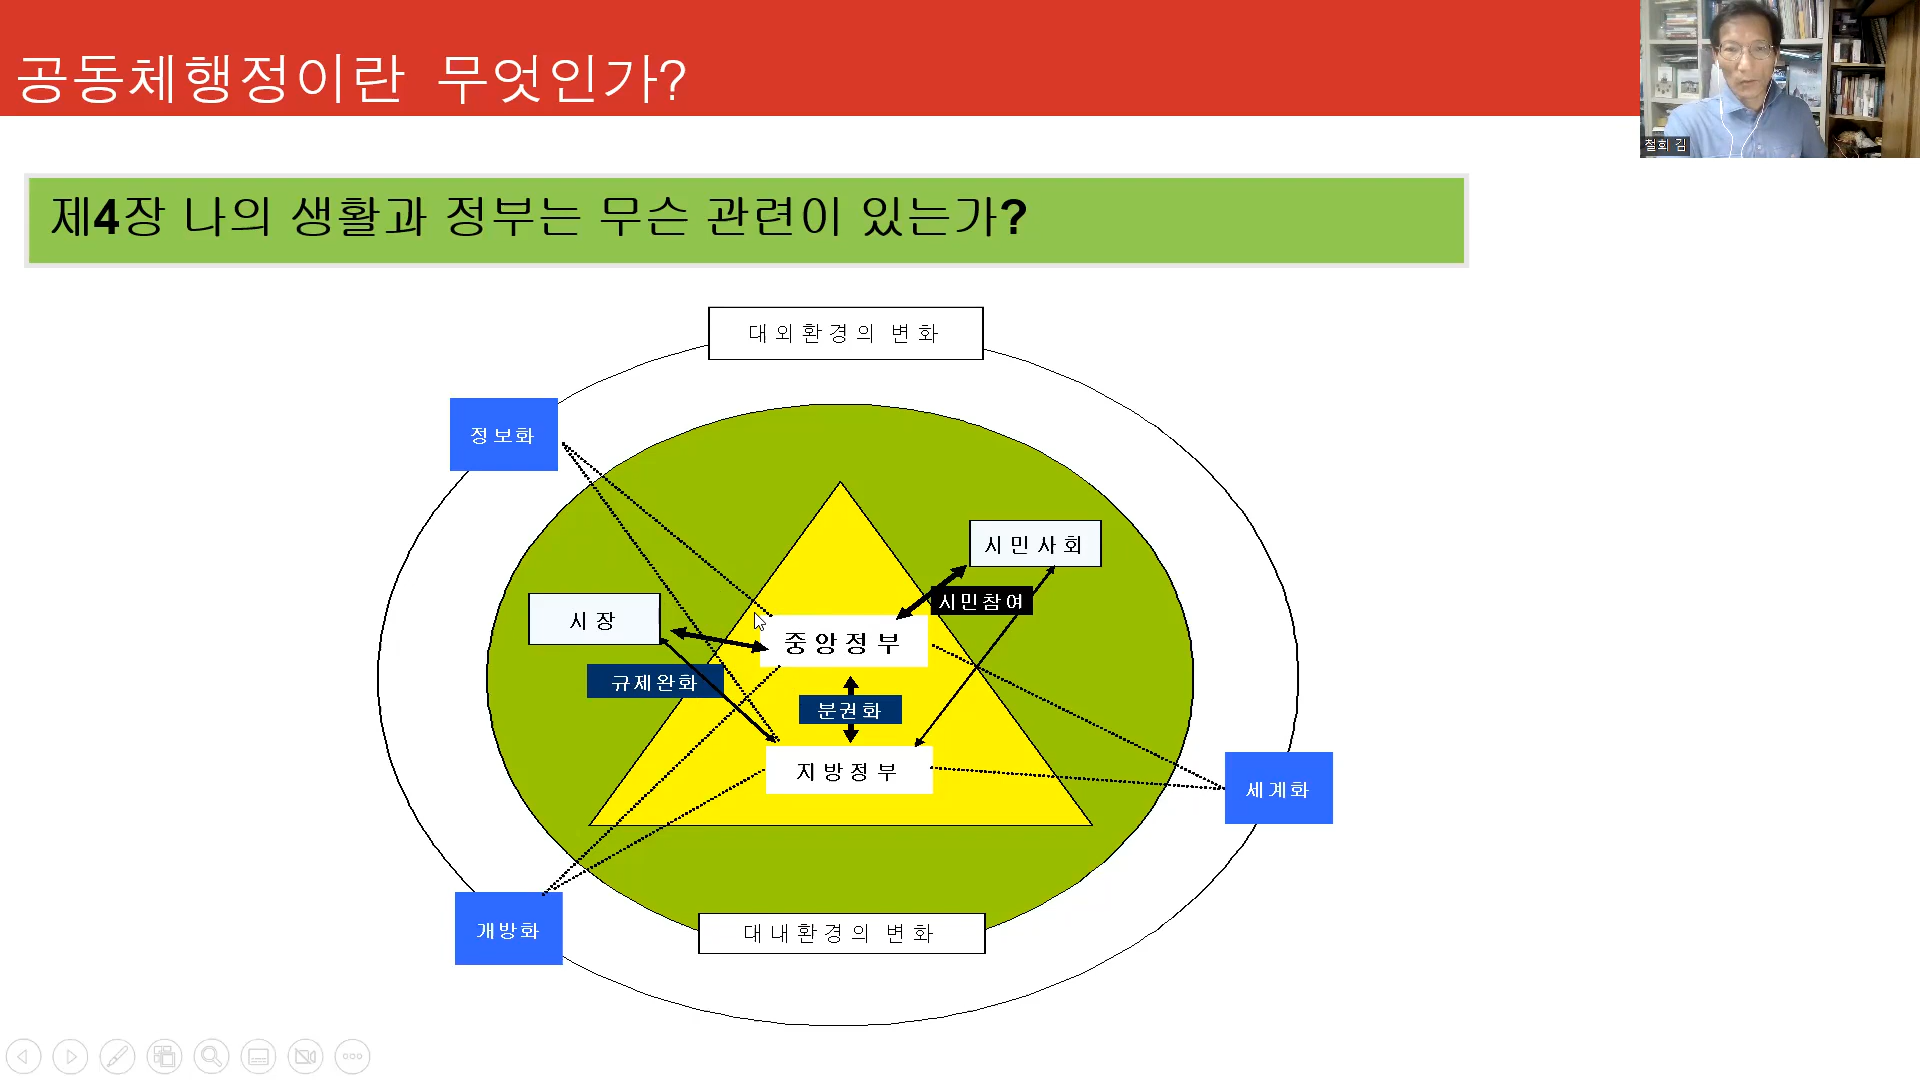 공동체행정이란 무엇인가?
철회 김
제4장 나의 생활과 정부는 무슨 관련이 있는가?
대외환경의 변화
정보화
시민사회
시민참여
시장
중앙정부
규제완화
분권화
지방정부
세계화
개방화
대내환경의 변화